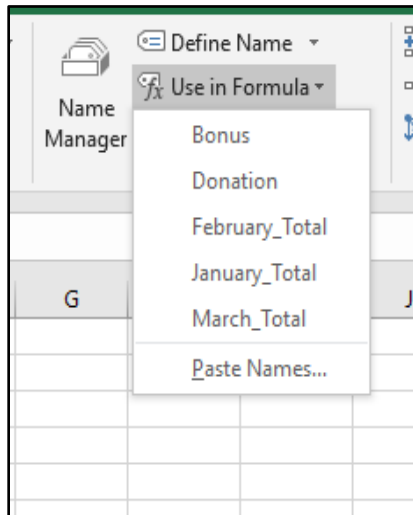 Define Name
Use in Formula
Name
Manager
Bonus
Donation
February_Total
January_Total
March_Total
Paste Names...
G
J